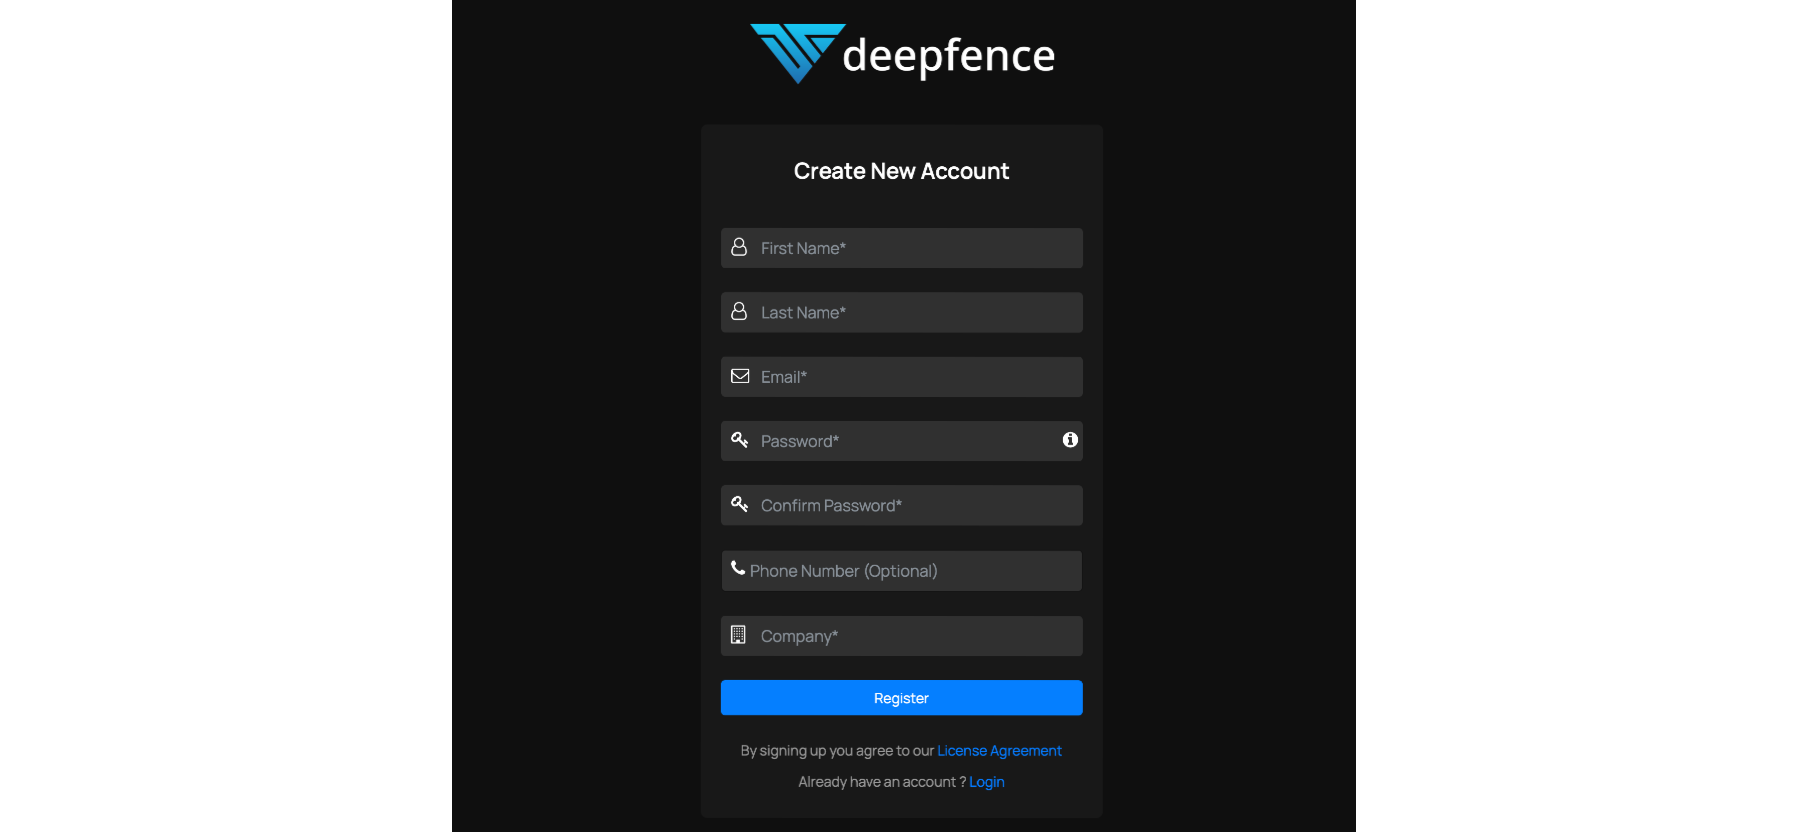 deepfence
Create New Account
First Name*
Last Name*
Email*
Password*
Confirm Password*
Phone Number (Optional)
Company*
Register
By signing up you agree to our License Agreement
Already have an account ? Login